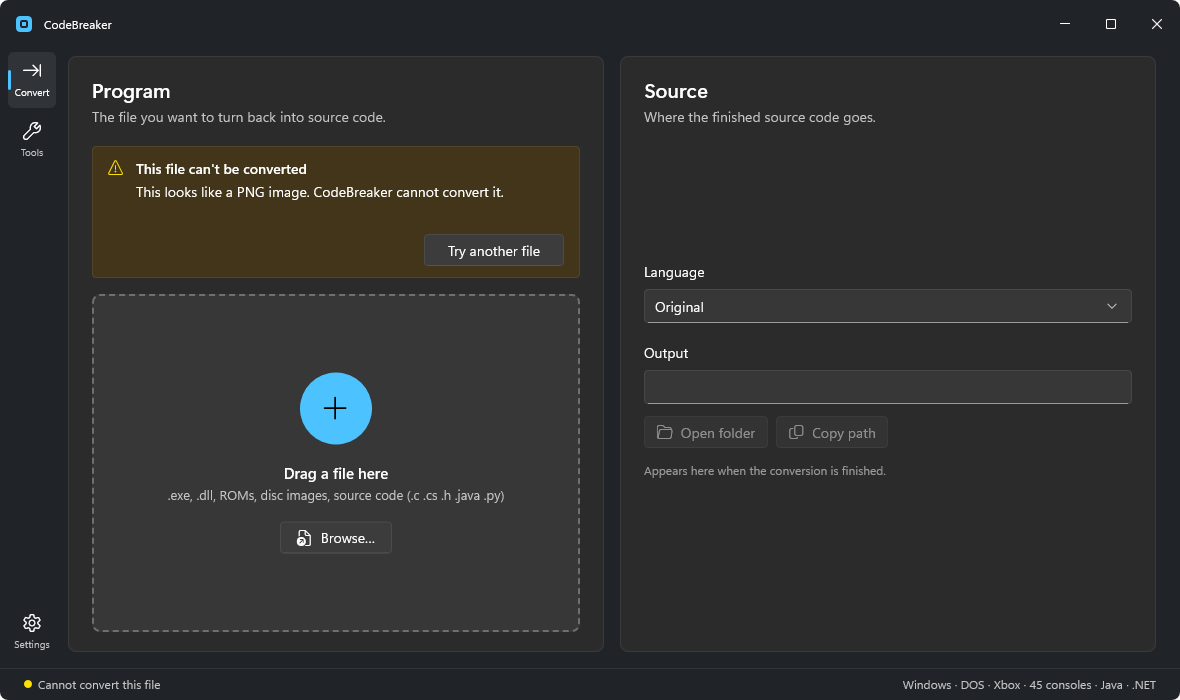 CodeBreaker
Convert
Tools
Settings
Program
The file you want to turn back into source code.
This file can't be converted
This looks like a PNG image. CodeBreaker cannot convert it.
Try another file
Drag a file here
.exe, .dll, ROMs, disc images, source code (.c .cs .h .java .py)
Browse...
Source
Where the finished source code goes.
Language
Original
Output
Open folder
Copy path
Appears here when the conversion is finished.
Cannot convert this file
Windows · DOS · Xbox · 45 consoles · Java · .NET